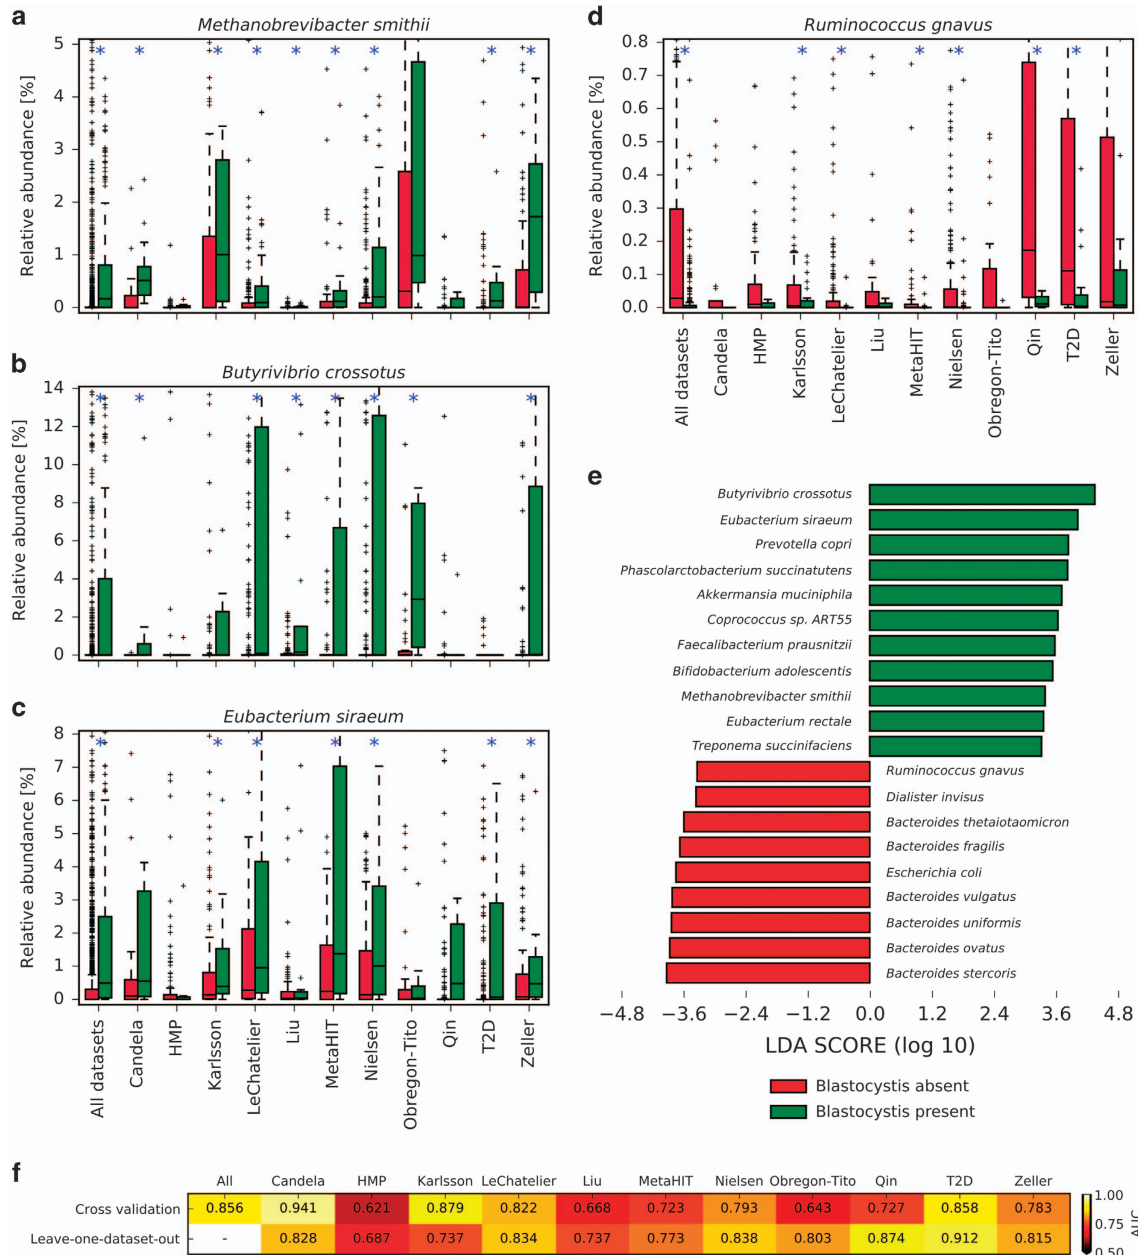 a
Methanobrevibacter smithii
Relative abundance [%]
5
4
3
2
1
0
* * * * * * * * * *
b
Butyrivibrio crossotus
Relative abundance [%]
14
12
10
8
6
4
2
0
* * * * * * * *
c
Eubacterium siraeum
Relative abundance [%]
8
7
6
5
4
3
2
1
0
* * * * * * *
All datasets
Candela
HMP
Karlsson
LeChatelier
Liu
MetaHIT
Nielsen
Obregon-Tito
Qin
T2D
Zeller
d
Ruminococcus gnavus
Relative abundance [%]
0.8
0.7
0.6
0.5
0.4
0.3
0.2
0.1
0.0
* * * * * * *
All datasets
Candela
HMP
Karlsson
LeChatelier
Liu
MetaHIT
Nielsen
Obregon-Tito
Qin
T2D
Zeller
e
Butyrivibrio crossotus
Eubacterium siraeum
Prevotella copri
Phascolarctobacterium succinatutens
Akkermansia muciniphila
Coprococcus sp. ART55
Faecalibacterium prausnitzii
Bifidobacterium adolescentis
Methanobrevibacter smithii
Eubacterium rectale
Treponema succinifaciens
Ruminococcus gnavus
Dialister invisus
Bacteroides thetaiotaomicron
Bacteroides fragilis
Escherichia coli
Bacteroides vulgatus
Bacteroides uniformis
Bacteroides ovatus
Bacteroides stercoris
−4.8 −3.6 −2.4 −1.2 0.0 1.2 2.4 3.6 4.8
LDA SCORE (log 10)
Blastocystis absent
Blastocystis present
f
All Candela HMP Karlsson LeChatelier Liu MetaHIT Nielsen Obregon-Tito Qin T2D Zeller
Cross validation 0.856 0.941 0.621 0.879 0.822 0.668 0.723 0.793 0.643 0.727 0.858 0.783
Leave-one-dataset-out - 0.828 0.687 0.737 0.834 0.737 0.773 0.838 0.803 0.874 0.912 0.815
1.00
0.75
0.50
AUC